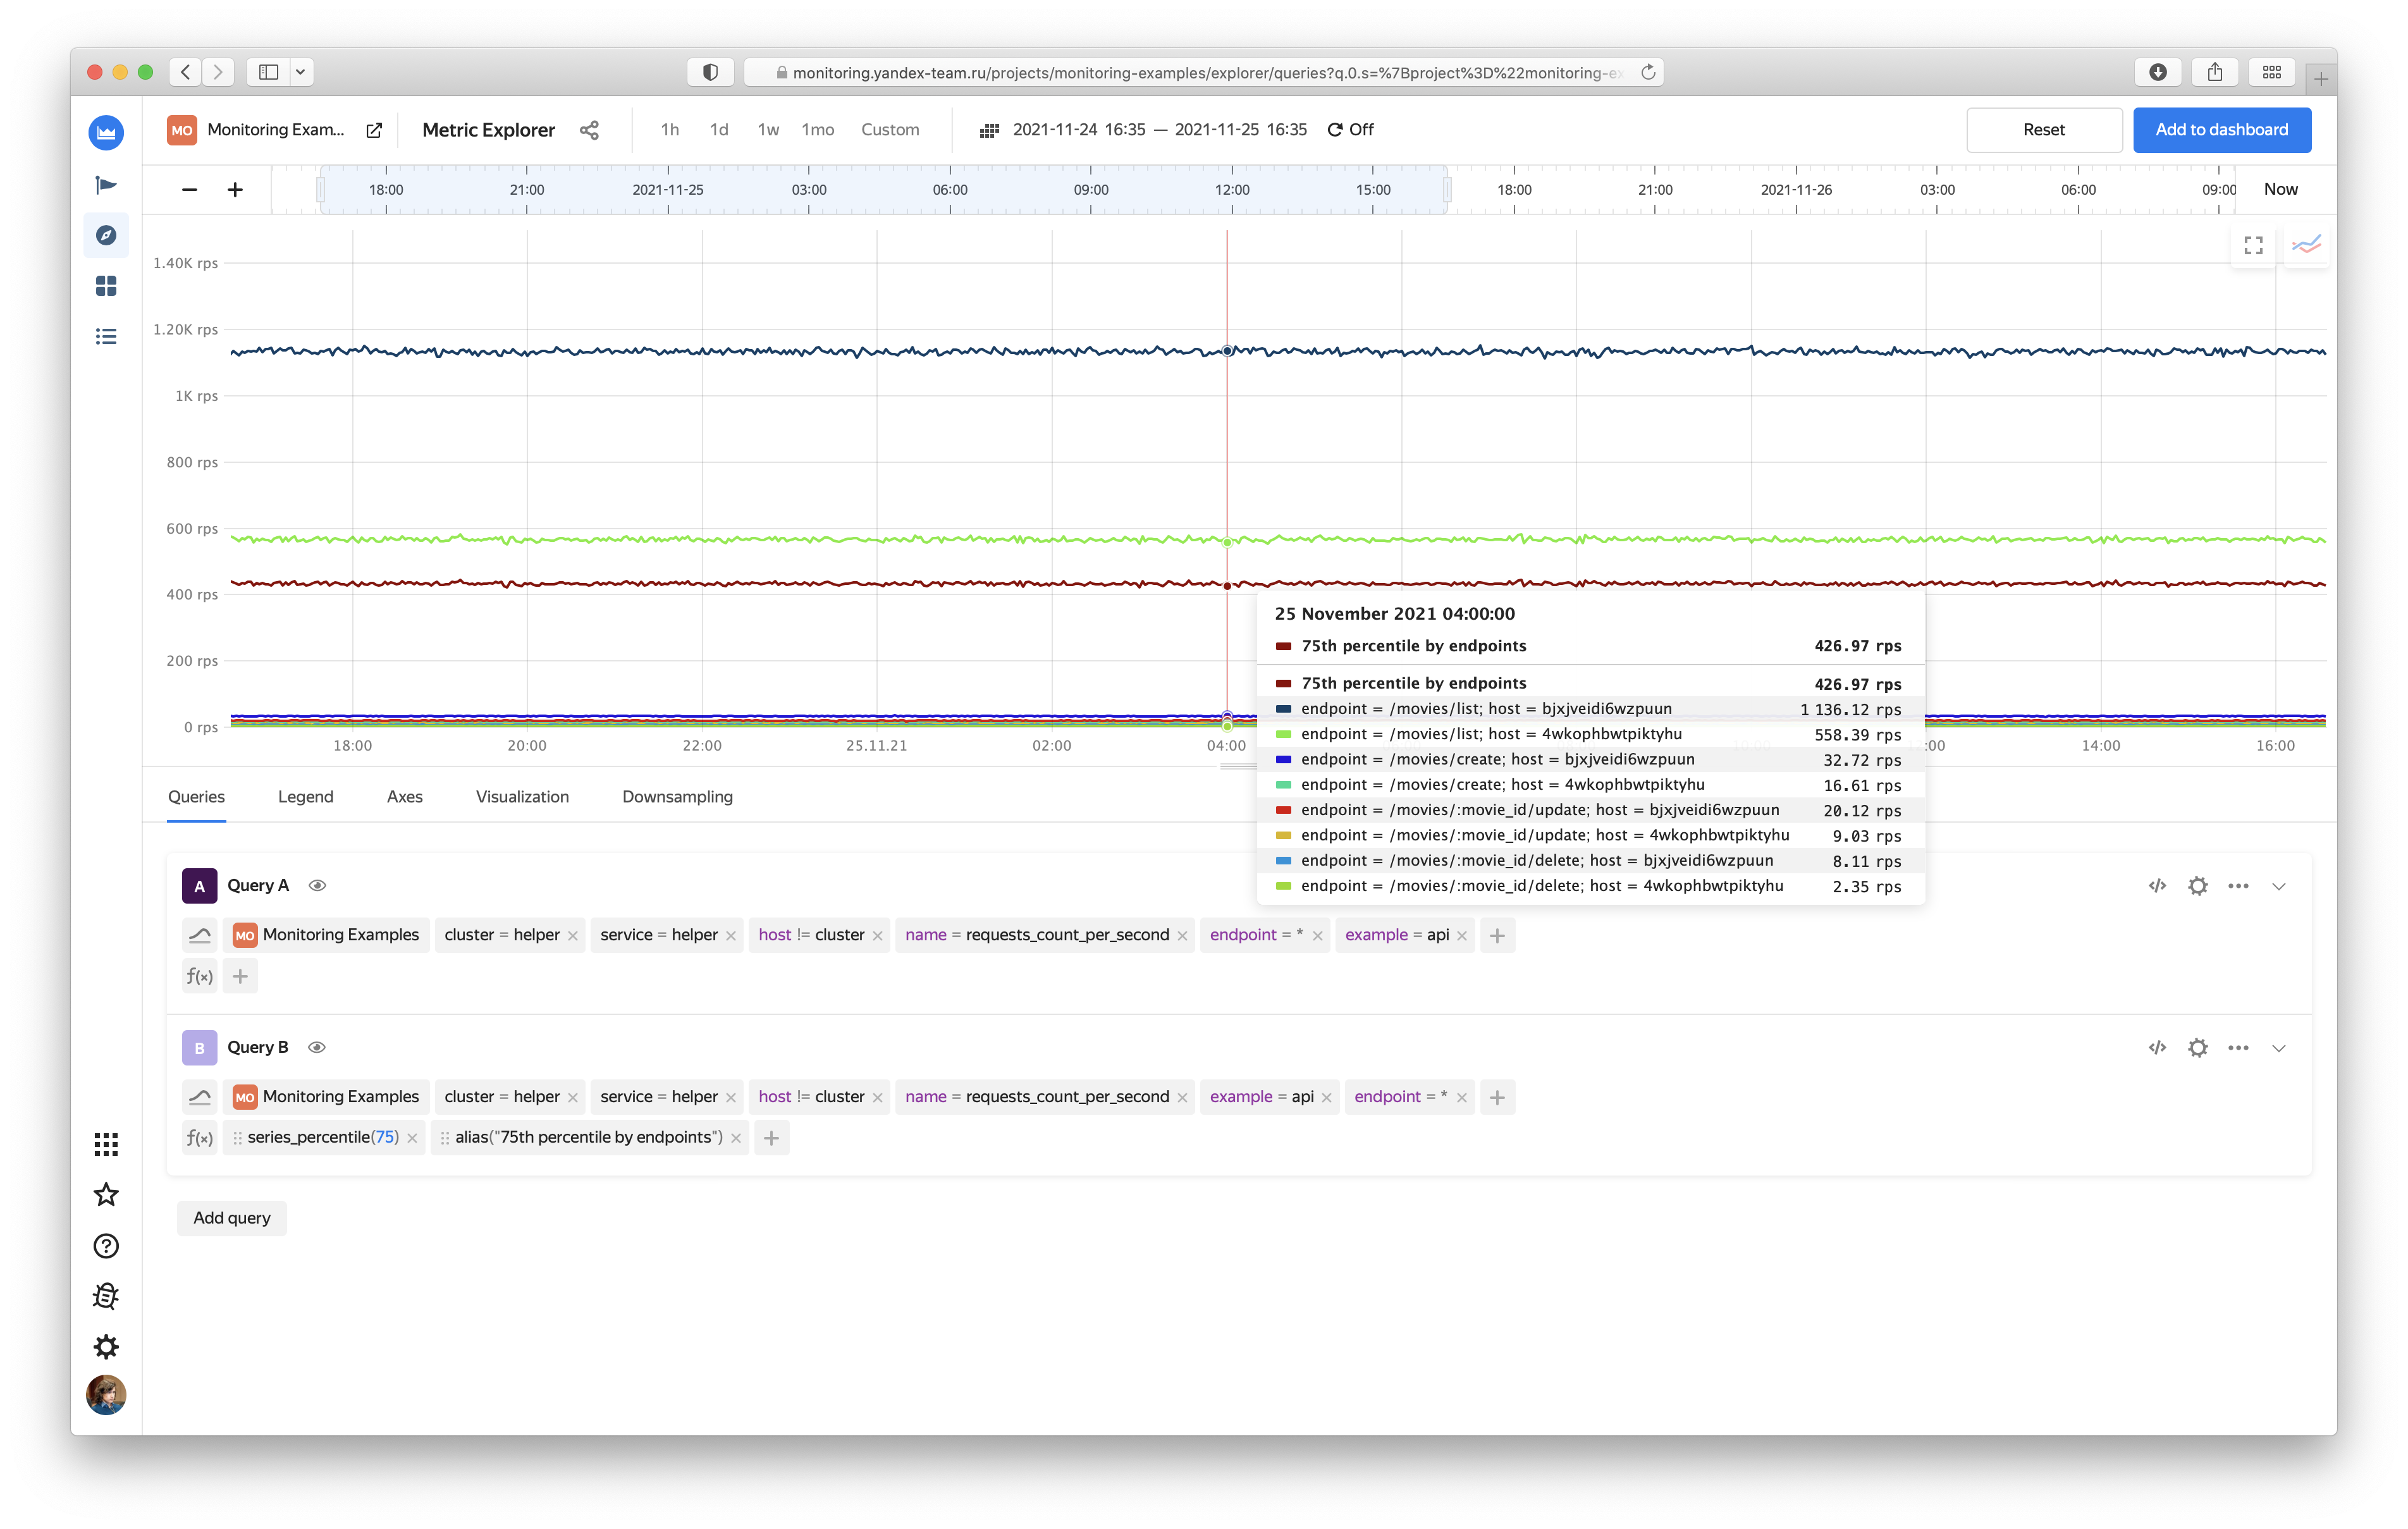 monitoring.yandex-team.ru/projects/monitoring-examples/explorer/queries?q.0.s=%7Bproject%3D%22monitoring-ex
MO Monitoring Exam... Metric Explorer 1h 1d 1w 1mo Custom 2021-11-24 16:35 — 2021-11-25 16:35 Off Reset Add to dashboard
− + 18:00 21:00 2021-11-25 03:00 06:00 09:00 12:00 15:00 18:00 21:00 2021-11-26 03:00 06:00 09:00 Now
1.40K rps
1.20K rps
1K rps
800 rps
600 rps
400 rps
200 rps
0 rps
18:00 20:00 22:00 25.11.21 02:00 04:00 :00 14:00 16:00
25 November 2021 04:00:00
75th percentile by endpoints 426.97 rps
75th percentile by endpoints 426.97 rps
endpoint = /movies/list; host = bjxjveidi6wzpuun 1 136.12 rps
endpoint = /movies/list; host = 4wkophbwtpiktyhu 558.39 rps
endpoint = /movies/create; host = bjxjveidi6wzpuun 32.72 rps
endpoint = /movies/create; host = 4wkophbwtpiktyhu 16.61 rps
endpoint = /movies/:movie_id/update; host = bjxjveidi6wzpuun 20.12 rps
endpoint = /movies/:movie_id/update; host = 4wkophbwtpiktyhu 9.03 rps
endpoint = /movies/:movie_id/delete; host = bjxjveidi6wzpuun 8.11 rps
endpoint = /movies/:movie_id/delete; host = 4wkophbwtpiktyhu 2.35 rps
Queries Legend Axes Visualization Downsampling
A Query A
MO Monitoring Examples cluster = helper × service = helper × host != cluster × name = requests_count_per_second × endpoint = * × example = api × +
f(x) +
B Query B
MO Monitoring Examples cluster = helper × service = helper × host != cluster × name = requests_count_per_second × example = api × endpoint = * × +
f(x) series_percentile(75) × alias("75th percentile by endpoints") × +
Add query